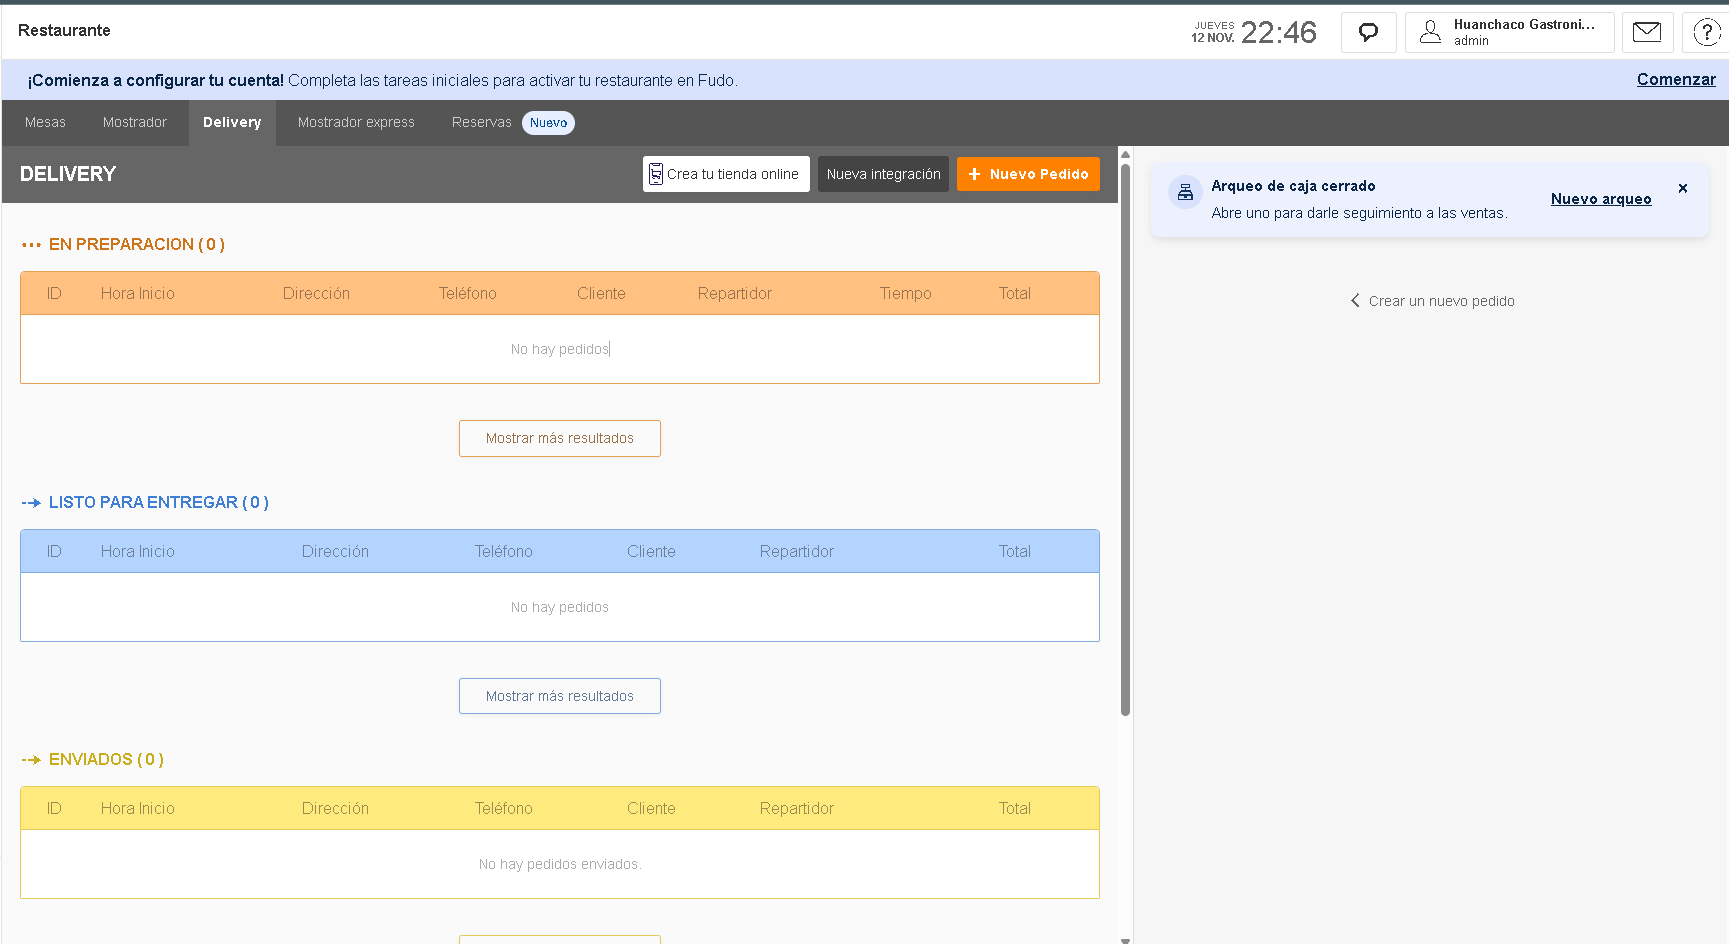 Restaurante
JUEVES
12 NOV. 22:46
Huanchaco Gastroni...
admin
?
¡Comienza a configurar tu cuenta! Completa las tareas iniciales para activar tu restaurante en Fudo.
Comenzar
Mesas Mostrador Delivery Mostrador express Reservas Nuevo
DELIVERY
Crea tu tienda online
Nueva integración
+ Nuevo Pedido
Arqueo de caja cerrado
Abre uno para darle seguimiento a las ventas.
Nuevo arqueo
Crear un nuevo pedido
EN PREPARACION ( 0 )
ID Hora Inicio Dirección Teléfono Cliente Repartidor Tiempo Total
No hay pedidos
Mostrar más resultados
LISTO PARA ENTREGAR ( 0 )
ID Hora Inicio Dirección Teléfono Cliente Repartidor Total
No hay pedidos
Mostrar más resultados
ENVIADOS ( 0 )
ID Hora Inicio Dirección Teléfono Cliente Repartidor Total
No hay pedidos enviados.